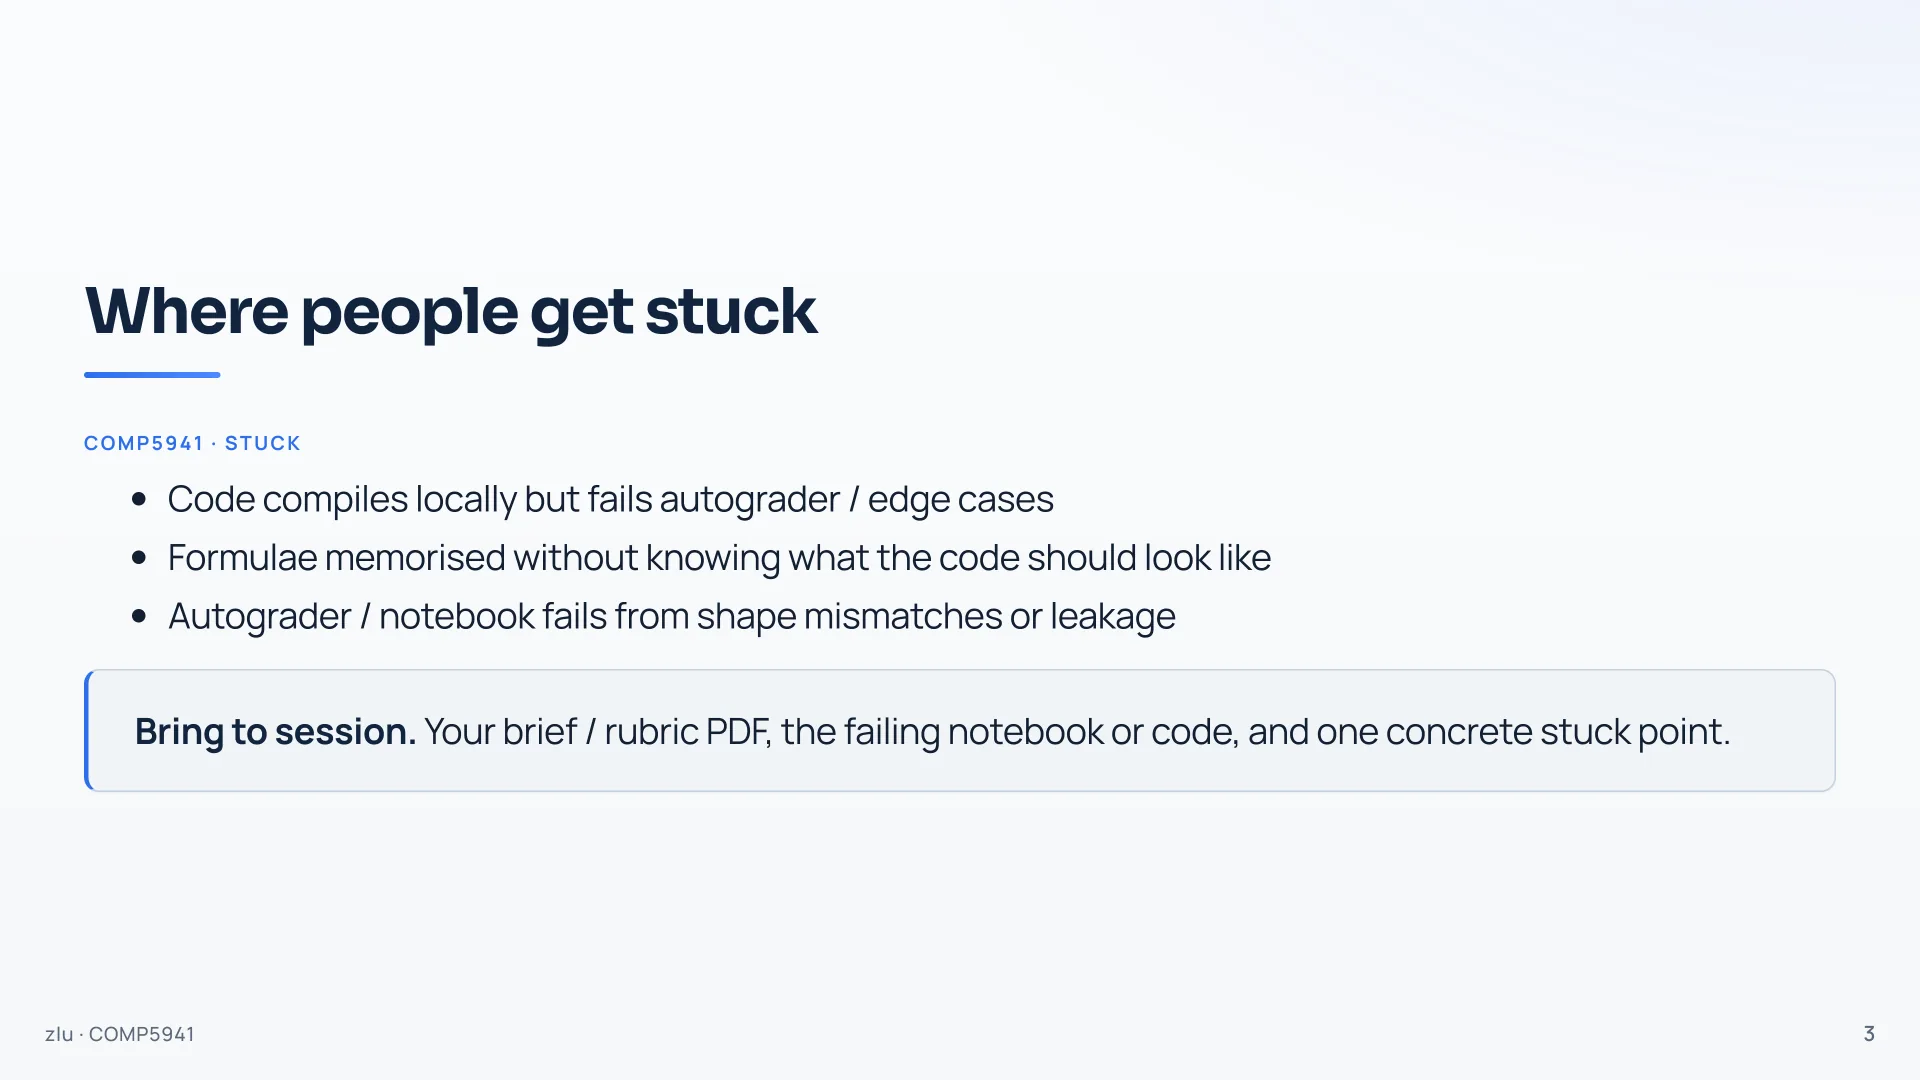 Where people get stuck
COMP5941 · STUCK
• Code compiles locally but fails autograder / edge cases
• Formulae memorised without knowing what the code should look like
• Autograder / notebook fails from shape mismatches or leakage
Bring to session. Your brief / rubric PDF, the failing notebook or code, and one concrete stuck point.
zlu · COMP5941
3